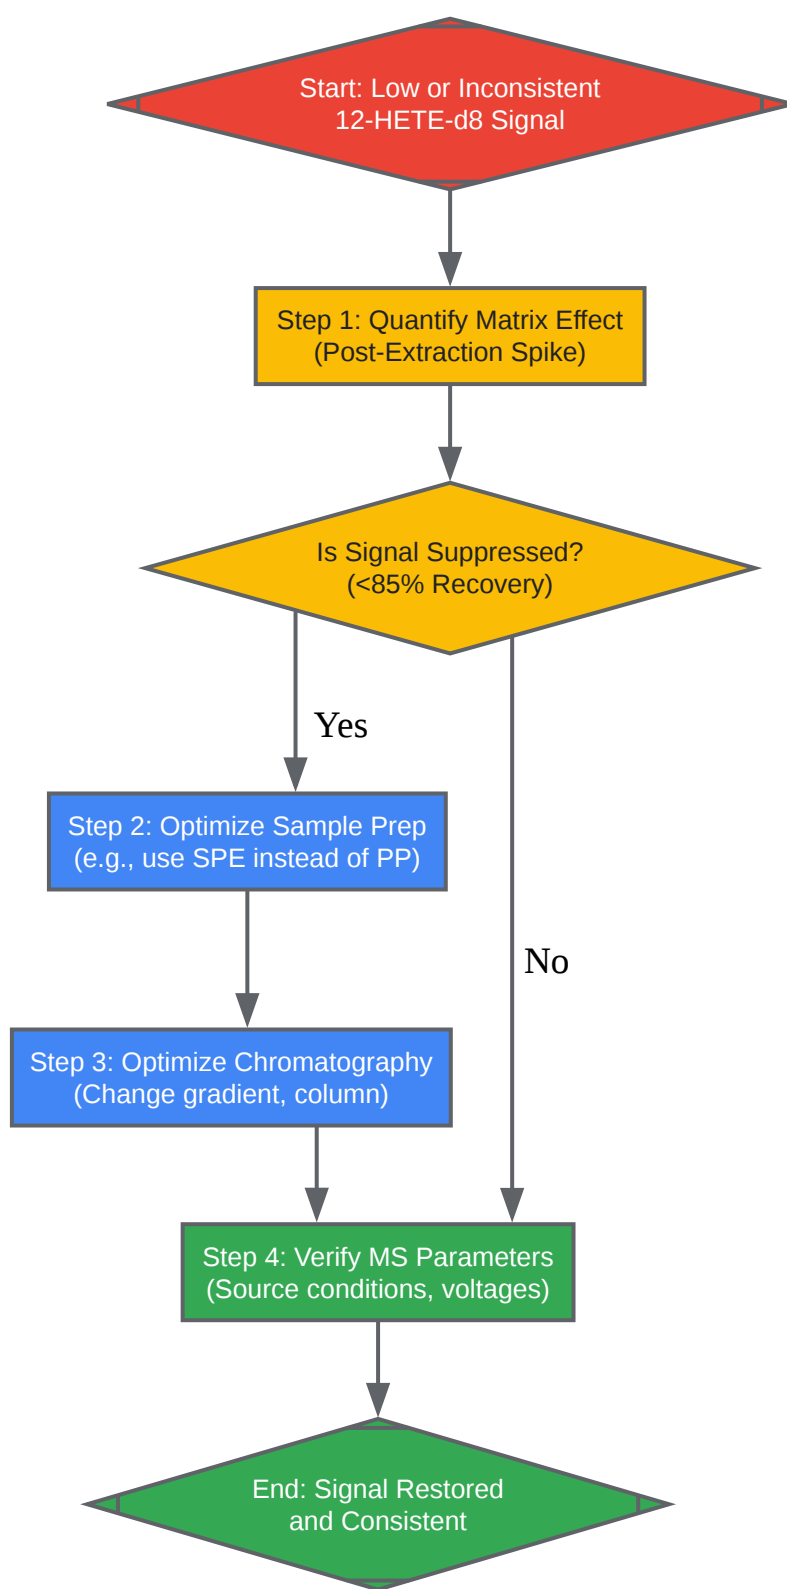 Start: Low or Inconsistent
12-HETE-d8 Signal
Step 1: Quantify Matrix Effect
(Post-Extraction Spike)
Is Signal Suppressed?
(<85% Recovery)
Yes
Step 2: Optimize Sample Prep
(e.g., use SPE instead of PP)
No
Step 3: Optimize Chromatography
(Change gradient, column)
Step 4: Verify MS Parameters
(Source conditions, voltages)
End: Signal Restored
and Consistent